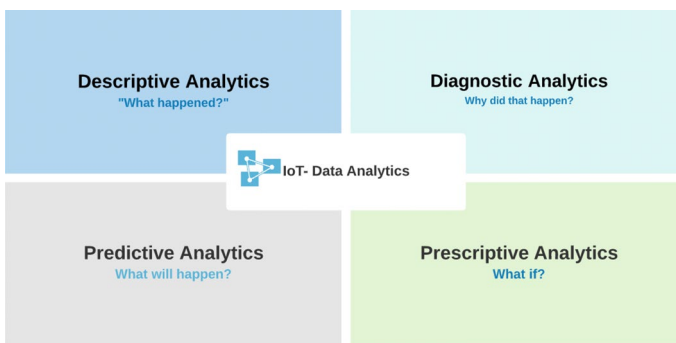 Descriptive Analytics
"What happened?"
Diagnostic Analytics
Why did that happen?
IoT- Data Analytics
Predictive Analytics
What will happen?
Prescriptive Analytics
What if?